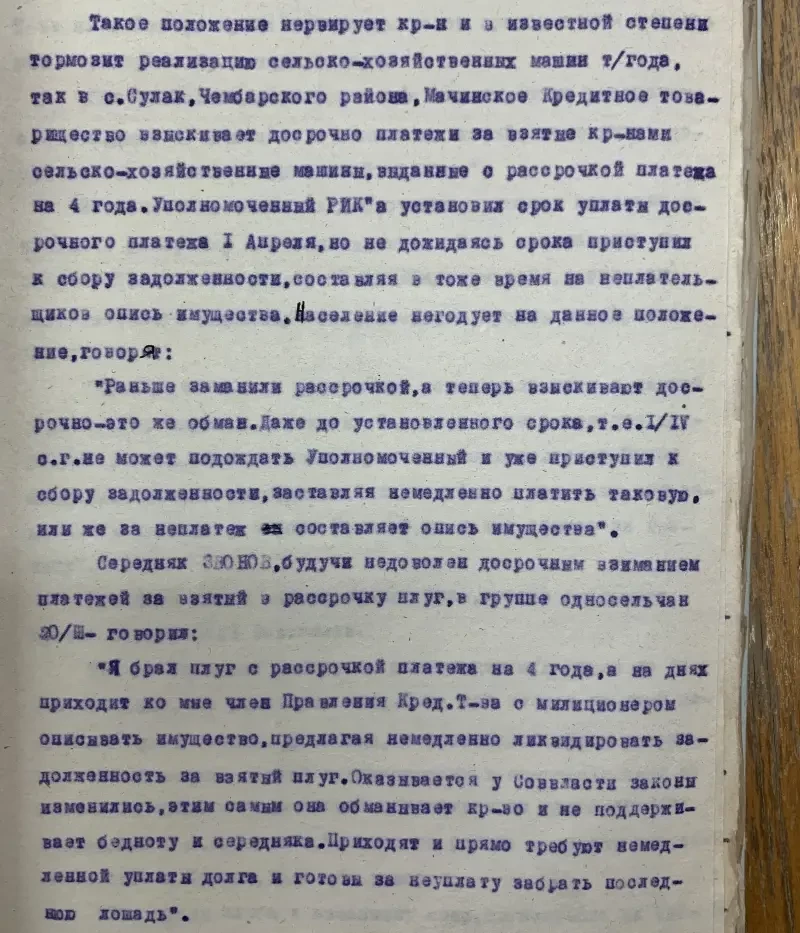 Такое положение нервирует кр-н и в известной степени
тормозит реализацию сельско-хозяйственных машин т/года,
так в с.Сулак,Чембарского района,Мачинское Кредитное това-
рищество взыскивает досрочно платежи за взятые кр-нами
сельско-хозяйственные машины,выданные с рассрочкой платежа
на 4 года.Уполномоченный РИК"а установил срок уплаты дос-
рочного платежа I Апреля,но не дожидаясь срока приступил
к сбору задолженности,составляя в тоже время на неплатель-
щиков опись имущества.Население негодует на данное положе-
ние,говоря:
"Раньше заманили рассрочкой,а теперь взыскивают дос-
рочно-это же обман.Даже до установленного срока,т.е.I/IV
с.г.не может подождать Уполномоченный и уже приступил к
сбору задолженности,заставляя немедленно платить таковую,
или же за неплатеж составляет опись имущества".
Середняк ЗВОНОВ,будучи недоволен досрочным взиманием
платежей за взятый в рассрочку плуг,в группе односельчан
20/Ш- говорил:
"Я брал плуг с рассрочкой платежа на 4 года,а на днях
приходит ко мне член Правления Кред.Т-ва с милиционером
описывать имущество,предлагая немедленно ликвидировать за-
долженность за взятый плуг.Оказывается у Соввласти законы
изменились,этим самым она обманивает кр-во и не поддержи-
вает бедноту и середняка.Приходят и прямо требуют немед-
ленной уплаты долга и готовы за неуплату забрать послед-
нюю лошадь".